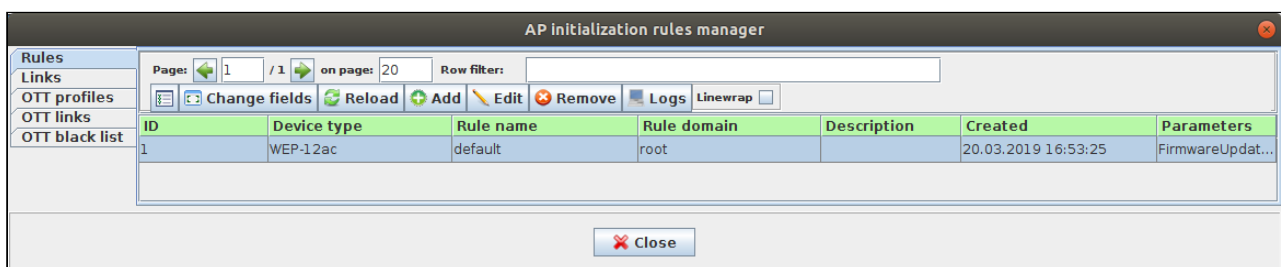 AP initialization rules manager
Rules
Links
OTT profiles
OTT links
OTT black list
Page: 1 / 1 on page: 20 Row filter:
Change fields Reload Add Edit Remove Logs Linewrap
ID Device type Rule name Rule domain Description Created Parameters
1 WEP-12ac default root 20.03.2019 16:53:25 FirmwareUpdat...
Close